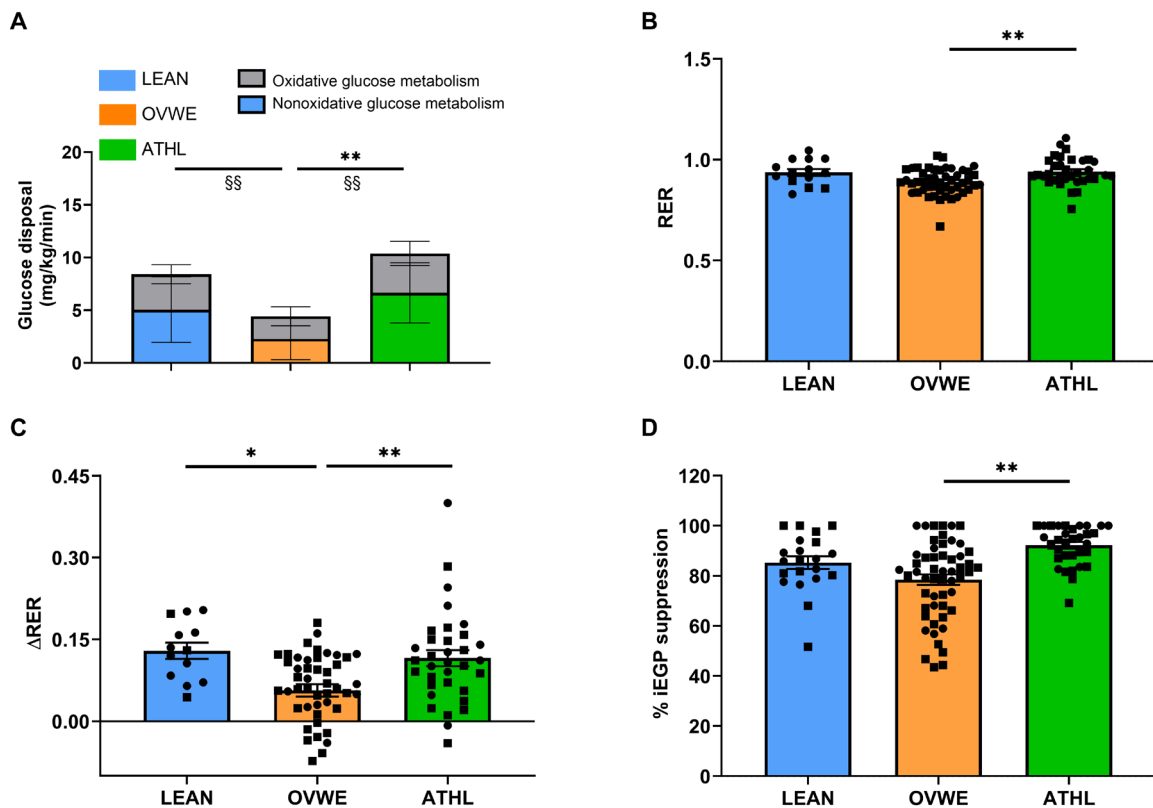 A
LEAN
OVWE
ATHL
Oxidative glucose metabolism
Nonoxidative glucose metabolism
Glucose disposal
(mg/kg/min)
20
15
10
5
0
**
§§
§§
B
RER
1.5
1.0
0.5
0.0
**
LEAN OVWE ATHL
C
ΔRER
0.45
0.30
0.15
0.00
*
**
LEAN OVWE ATHL
D
% iEGP suppression
120
100
80
60
40
20
0
**
LEAN OVWE ATHL